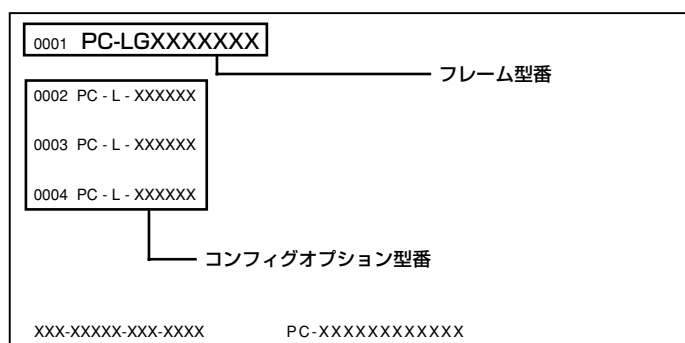 0001 PC-LGXXXXXXX
フレーム型番
0002 PC - L - XXXXXX
0003 PC - L - XXXXXX
0004 PC - L - XXXXXX
コンフィグオプション型番
XXX-XXXXX-XXX-XXXX PC-XXXXXXXXXXXX